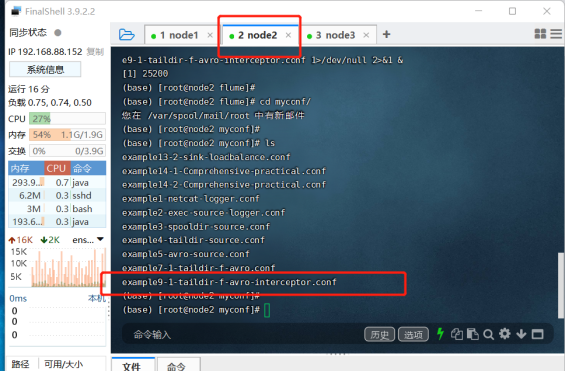 FinalShell 3.9.2.2
同步状态
IP 192.168.88.152 复制
系统信息
运行 16 分
负载 0.75, 0.74, 0.50
CPU 27%
内存 54% 1.1G/1.9G
交换 0% 0/3.9G
内存 CPU 命令
293.9... 0.7 java
6.2M 0.3 sshd
3M 0.3 bash
193.6... 0.3 java
16K 2K ens...
15K
10K
5K
0ms 本机
0
0
0
路径 可用/大小
1 node1 × 2 node2 × 3 node3 × +
e9-1-taildir-f-avro-interceptor.conf 1>/dev/null 2>&1 &
[1] 25200
(base) [root@node2 flume]#
(base) [root@node2 flume]# cd myconf/
您在 /var/spool/mail/root 中有新邮件
(base) [root@node2 myconf]#
(base) [root@node2 myconf]# ls
example13-2-sink-loadbalance.conf
example14-1-Comprehensive-practical.conf
example14-2-Comprehensive-practical.conf
example1-netcat-logger.conf
example2-exec-source-logger.conf
example3-spooldir-source.conf
example4-taildir-source.conf
example5-avro-source.conf
example7-1-taildir-f-avro.conf
example9-1-taildir-f-avro-interceptor.conf
(base) [root@node2 myconf]#
(base) [root@node2 myconf]#
命令输入 历史 选项
文件 命令